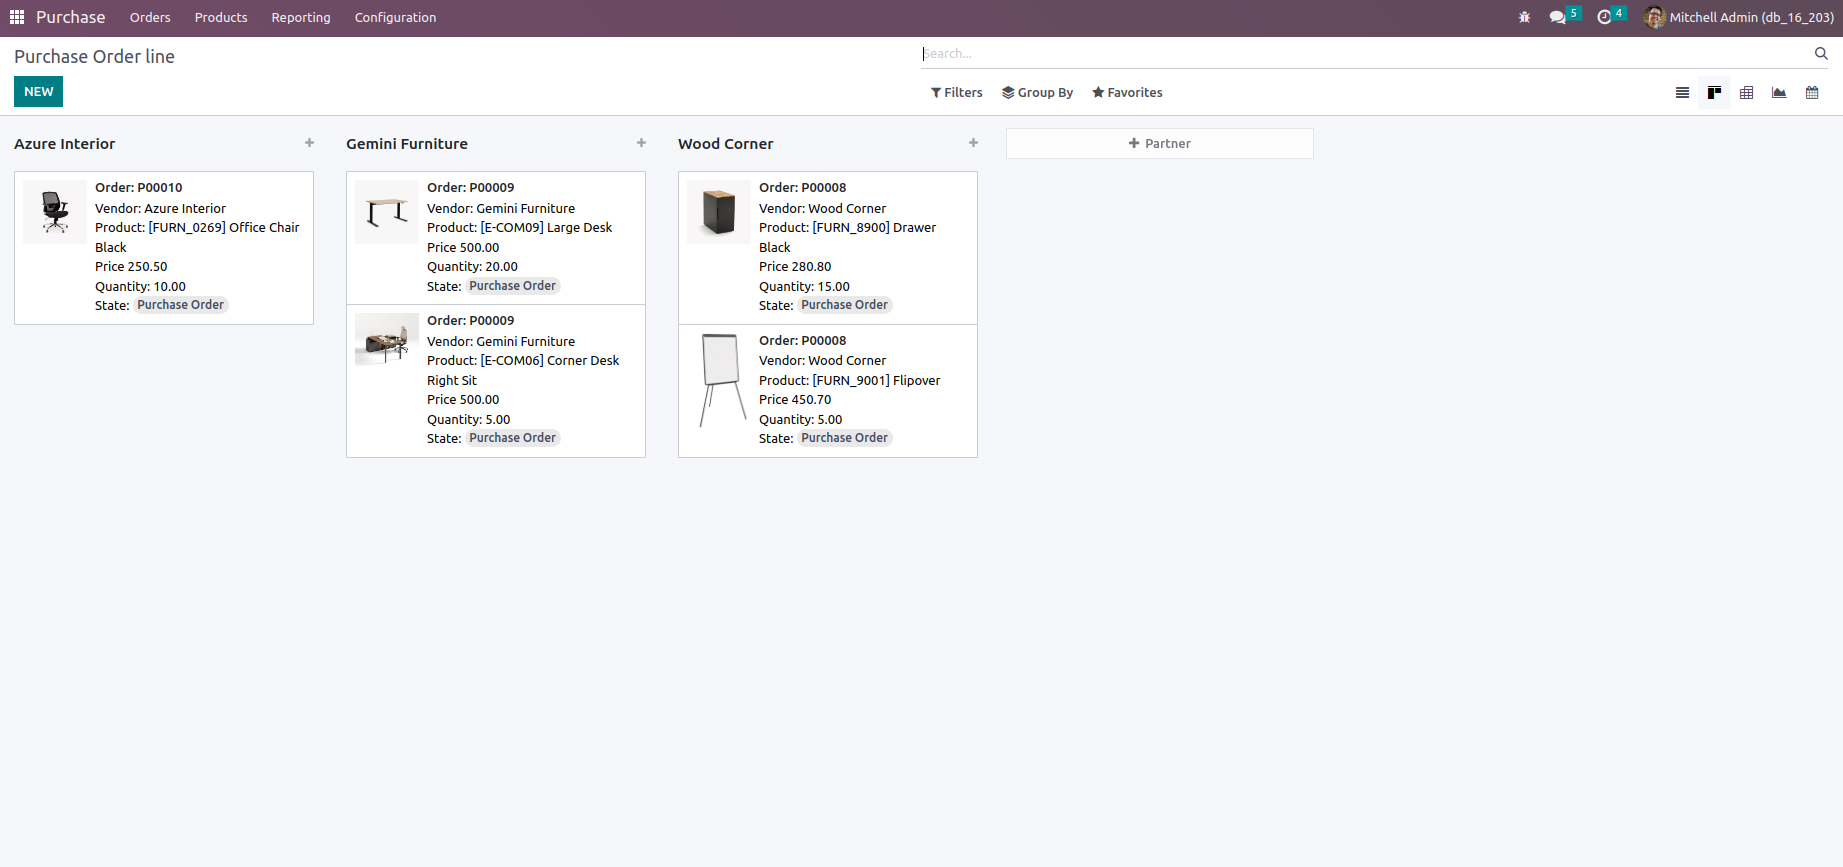 Purchase Orders Products Reporting Configuration 5 4 Mitchell Admin (db_16_203)
Purchase Order line
Search...
NEW
Filters Group By Favorites
Azure Interior +
Order: P00010
Vendor: Azure Interior
Product: [FURN_0269] Office Chair
Black
Price 250.50
Quantity: 10.00
State: Purchase Order
Gemini Furniture +
Order: P00009
Vendor: Gemini Furniture
Product: [E-COM09] Large Desk
Price 500.00
Quantity: 20.00
State: Purchase Order
Order: P00009
Vendor: Gemini Furniture
Product: [E-COM06] Corner Desk
Right Sit
Price 500.00
Quantity: 5.00
State: Purchase Order
Wood Corner +
Order: P00008
Vendor: Wood Corner
Product: [FURN_8900] Drawer
Black
Price 280.80
Quantity: 15.00
State: Purchase Order
Order: P00008
Vendor: Wood Corner
Product: [FURN_9001] Flipover
Price 450.70
Quantity: 5.00
State: Purchase Order
+ Partner